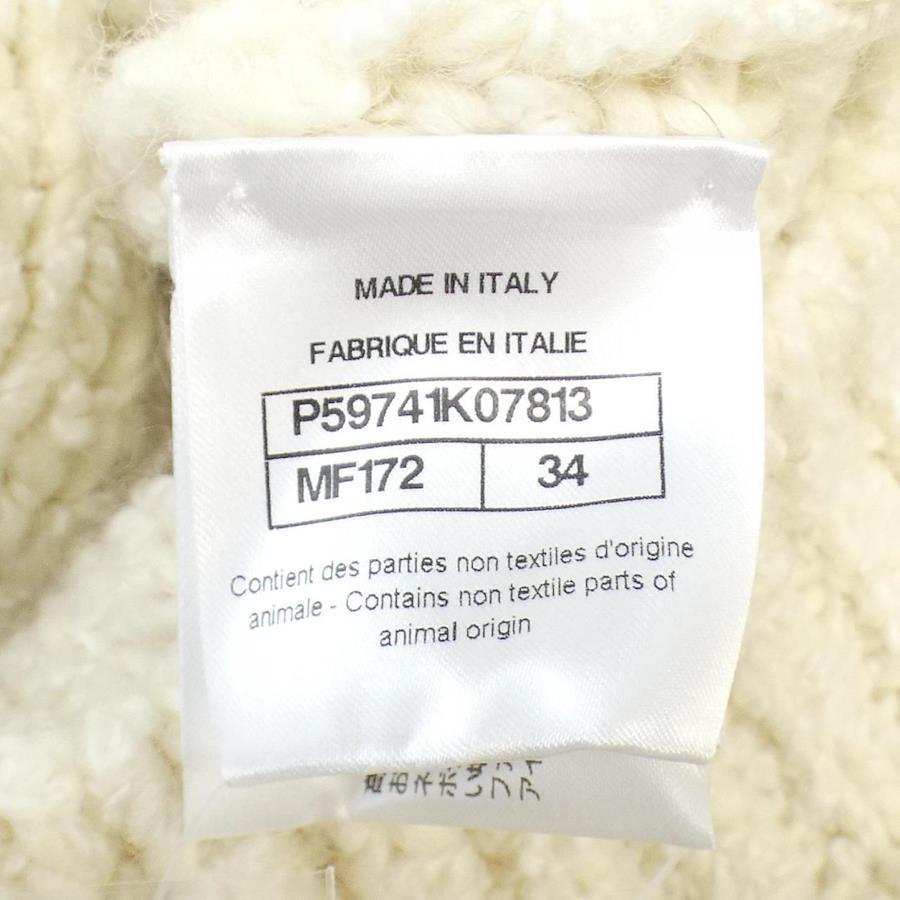 MADE IN ITALY
FABRIQUE EN ITALIE
P59741K07813
MF172 34
Contient des parties non textiles d'origine
animale - Contains non textile parts of
animal origin